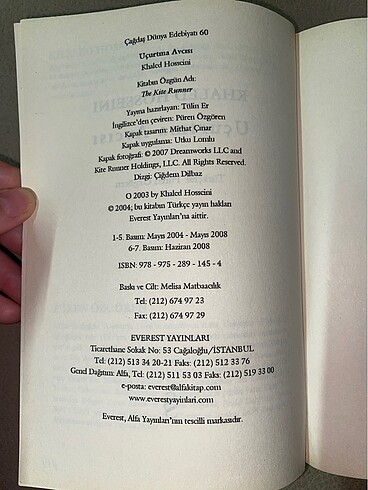 Çağdaş Dünya Edebiyatı 60
Uçurtma Avcısı
Khaled Hosseini
Kitabın Özgün Adı:
The Kite Runner
Yayına hazırlayan: Tülin Er
İngilizce'den çeviren: Püren Özgören
Kapak tasarım: Mithat Çınar
Kapak uygulama: Utku Lomlu
Kapak fotoğrafı: © 2007 Dreamworks LLC and
Kite Runner Holdings, LLC. All Rights Reserved.
Dizgi: Çiğdem Dilbaz
O 2003 by Khaled Hosseini
© 2004; bu kitabın Türkçe yayın hakları
Everest Yayınları'na aittir.
1-5. Basım: Mayıs 2004 - Mayıs 2008
6-7. Basım: Haziran 2008
ISBN: 978 - 975 - 289 - 145 - 4
Baskı ve Cilt: Melisa Matbaacılık
Tel: (212) 674 97 23
Fax: (212) 674 97 29
EVEREST YAYINLARI
Ticarethane Sokak No: 53 Cağaloğlu/İSTANBUL
Tel: (212) 513 34 20-21 Faks: (212) 512 33 76
Genel Dağıtım: Alfa, Tel: (212) 511 53 03 Faks: (212) 519 33 00
e-posta: everest@alfakitap.com
www.everestyayinlari.com
Everest, Alfa Yayınları'nın tescilli markasıdır.